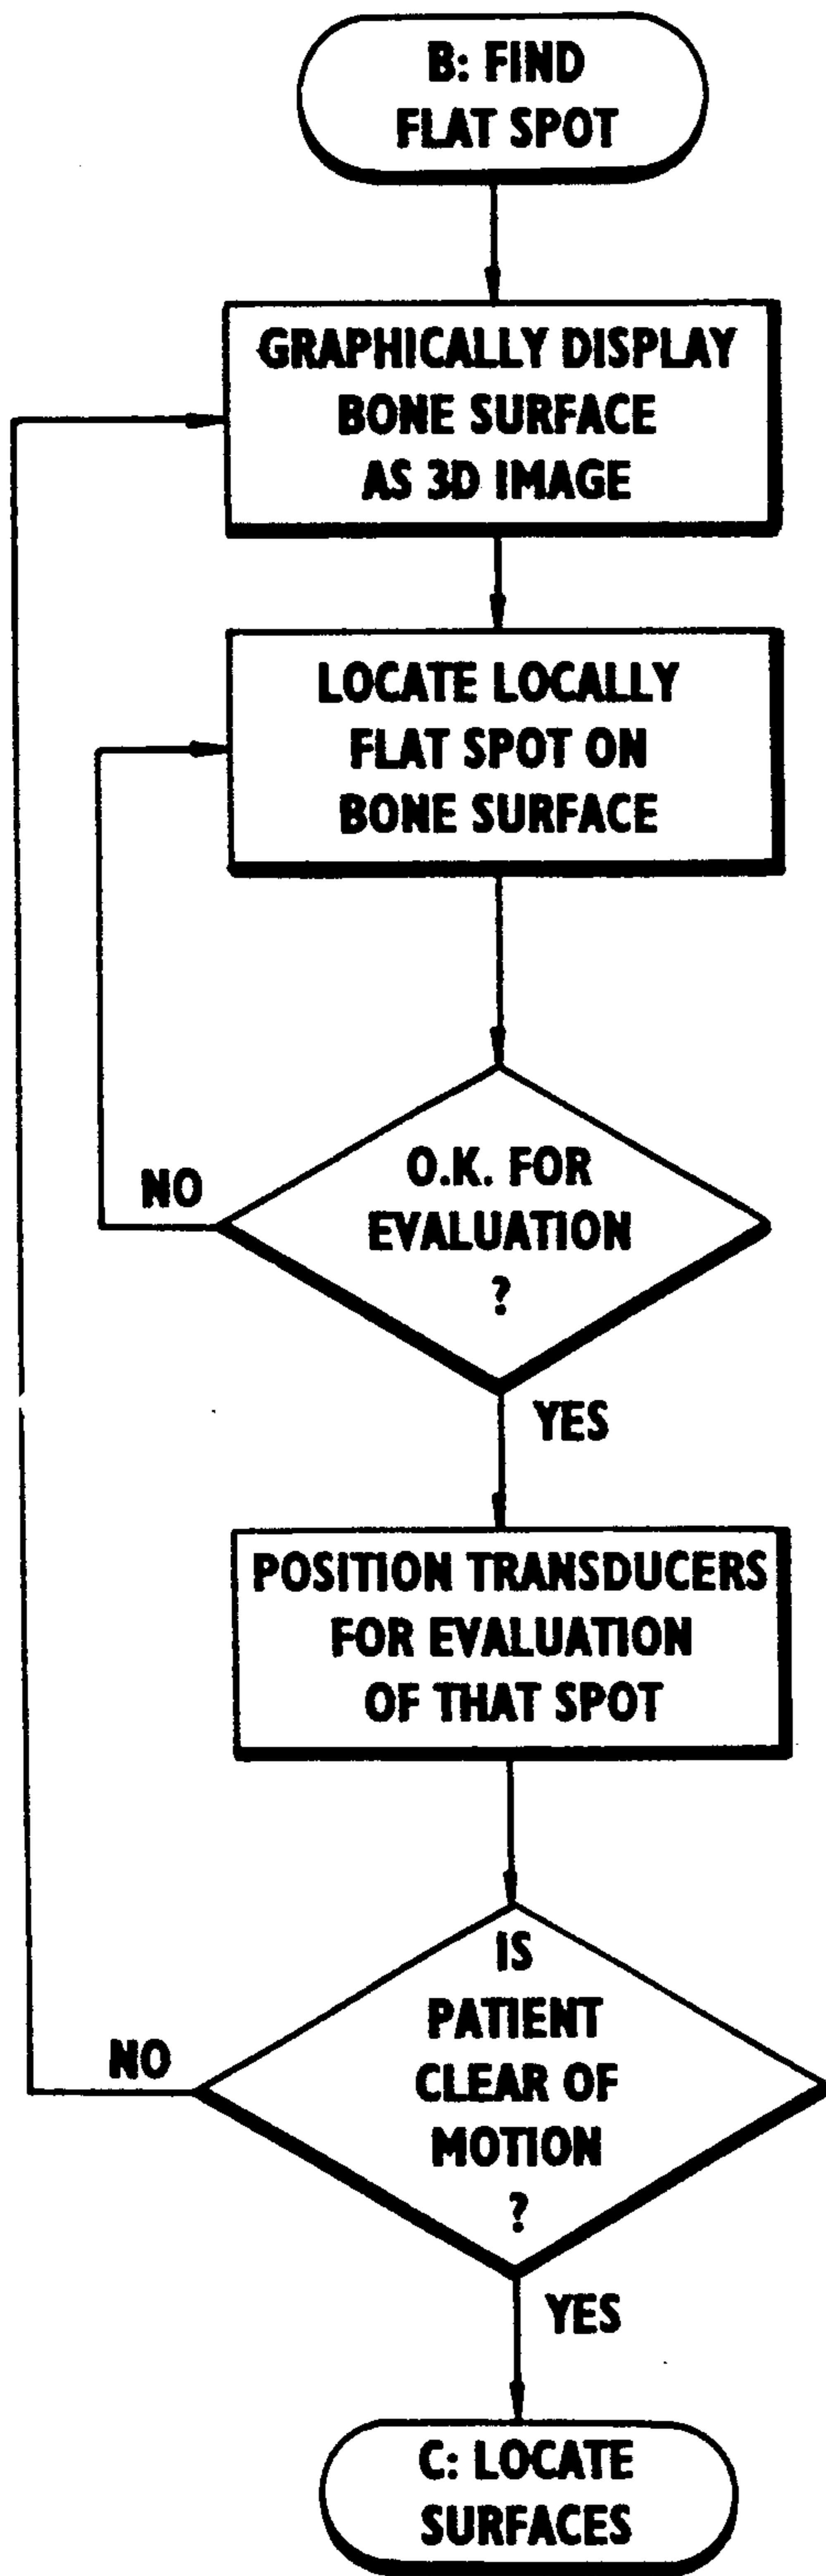 B: FIND
FLAT SPOT
GRAPHICALLY DISPLAY
BONE SURFACE
AS 3D IMAGE
LOCATE LOCALLY
FLAT SPOT ON
BONE SURFACE
O.K. FOR
EVALUATION
?
NO
YES
POSITION TRANSDUCERS
FOR EVALUATION
OF THAT SPOT
IS
PATIENT
CLEAR OF
MOTION
?
NO
YES
C: LOCATE
SURFACES